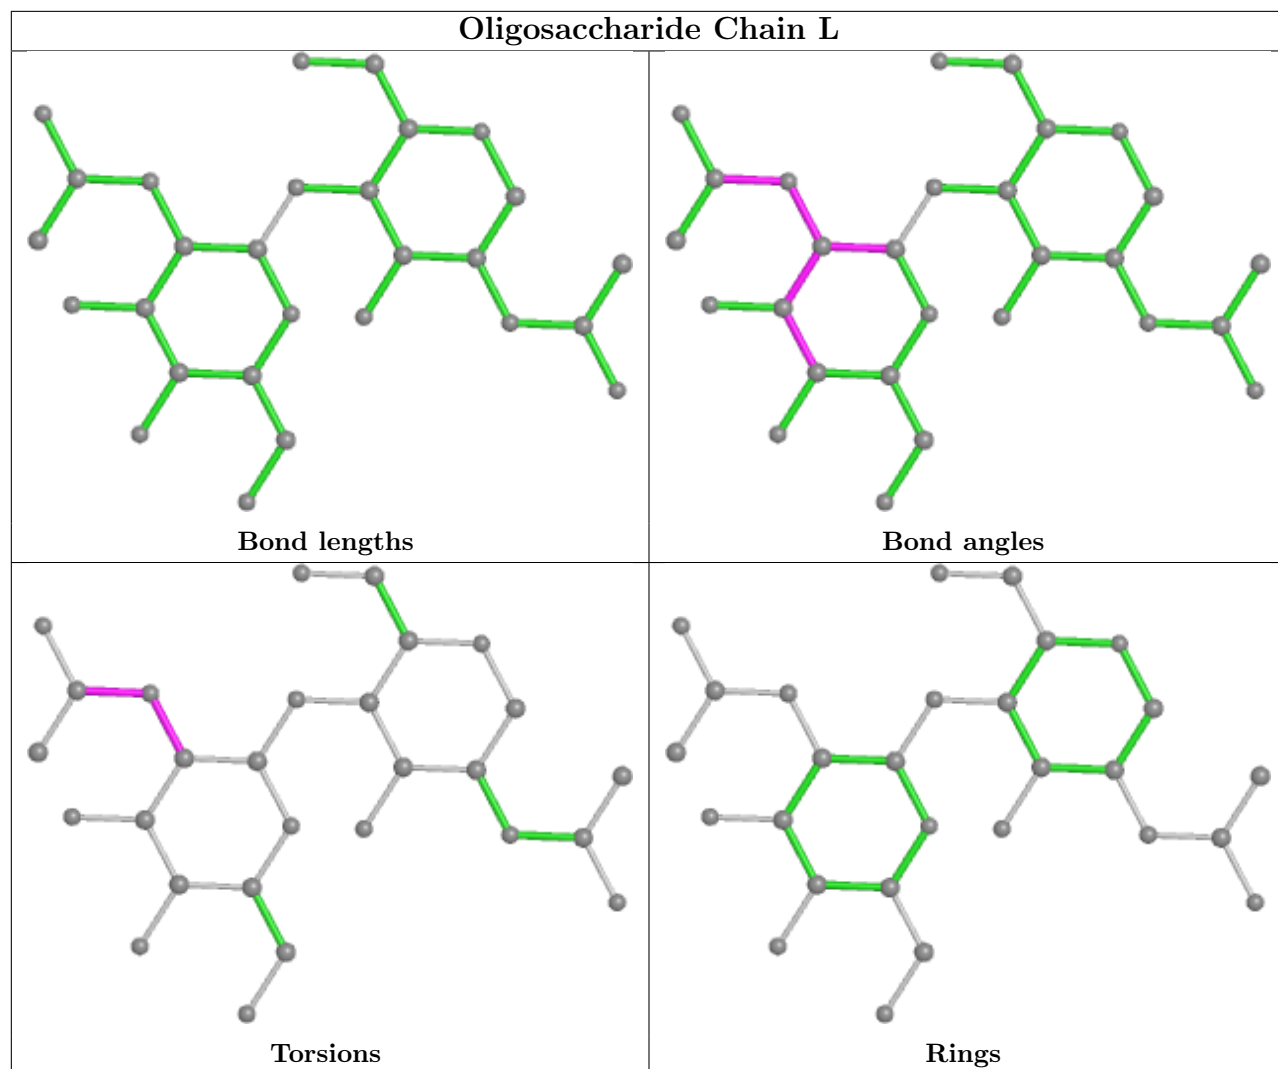 Oligosaccharide Chain L
Bond lengths
Bond angles
Torsions
Rings